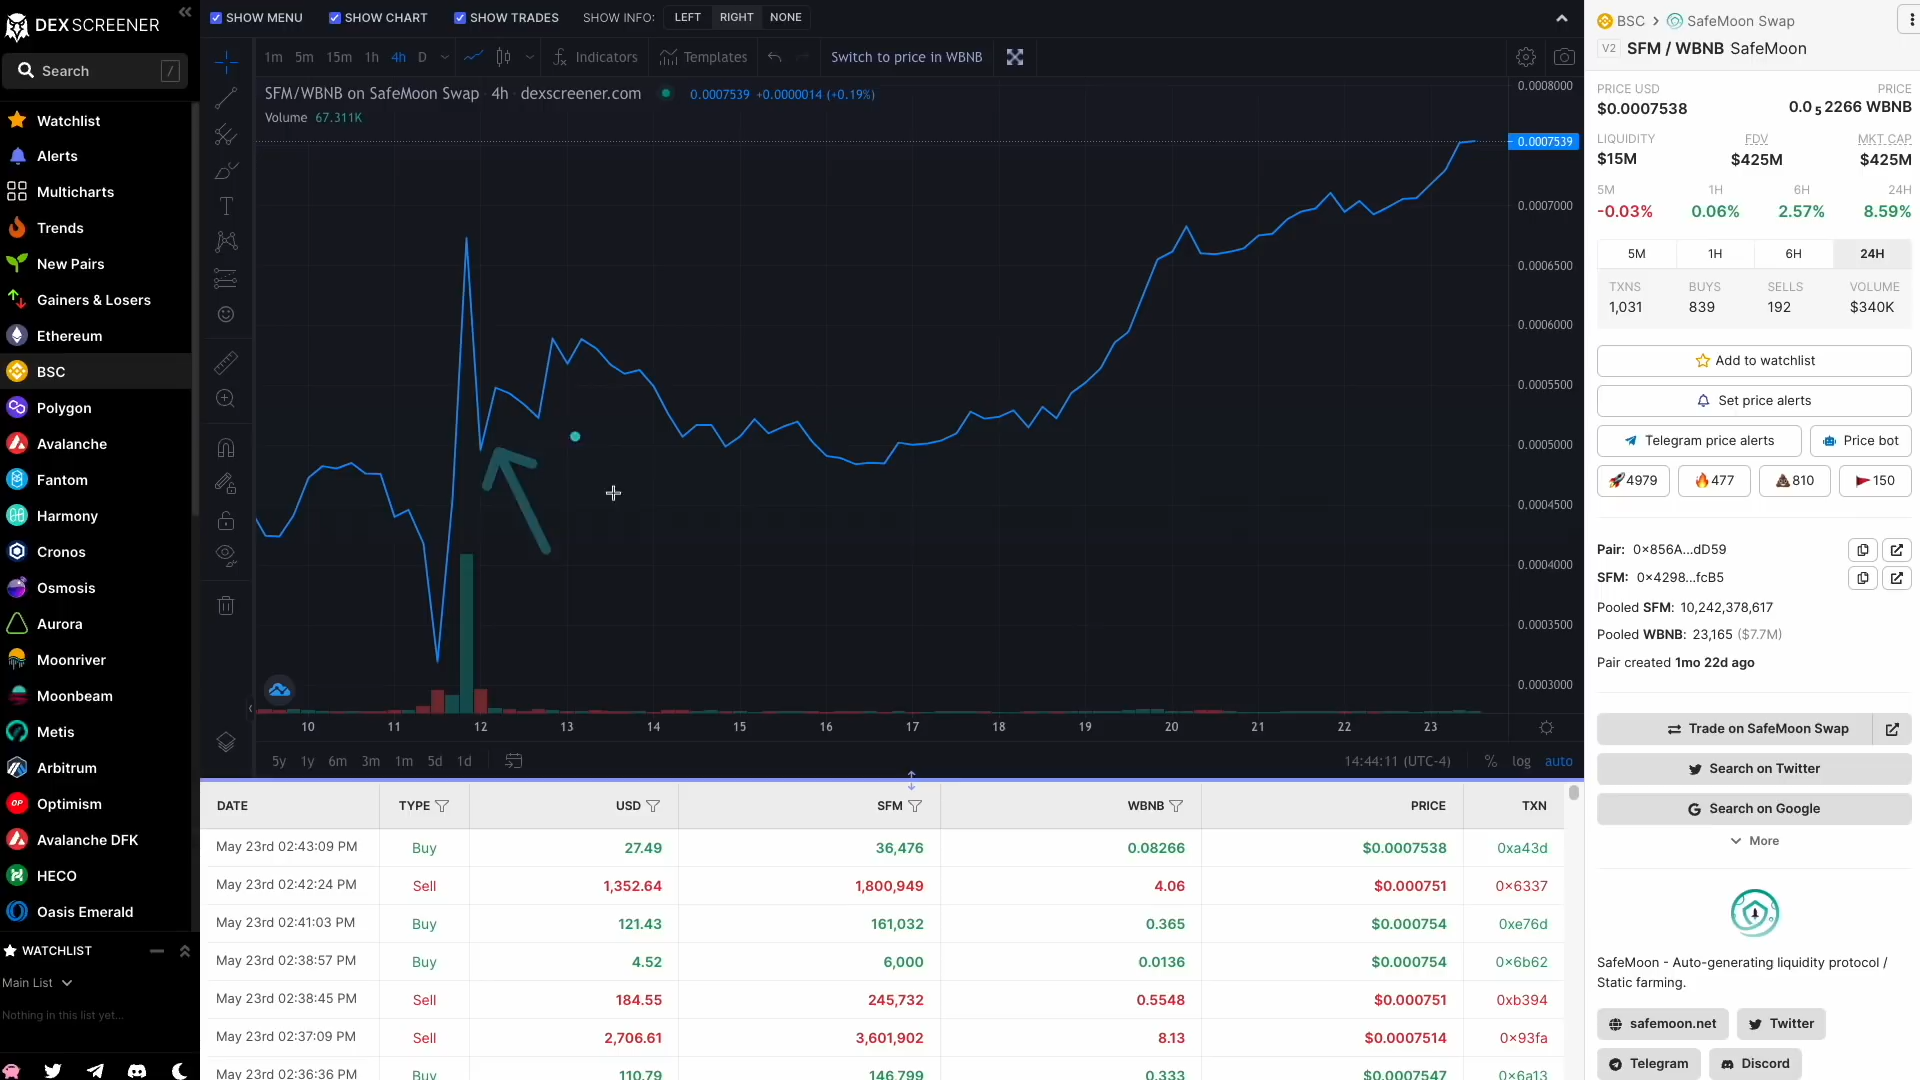 DEX SCREENER
Search /
Watchlist
Alerts
Multicharts
Trends
New Pairs
Gainers & Losers
Ethereum
BSC
Polygon
Avalanche
Fantom
Harmony
Cronos
Osmosis
Aurora
Moonriver
Moonbeam
Metis
Arbitrum
Optimism
Avalanche DFK
HECO
Oasis Emerald
WATCHLIST
Main List
Nothing in this list yet...
SHOW MENU SHOW CHART SHOW TRADES SHOW INFO: LEFT RIGHT NONE
1m 5m 15m 1h 4h D Indicators Templates Switch to price in WBNB
SFM/WBNB on SafeMoon Swap · 4h · dexscreener.com 0.0007539 +0.0000014 (+0.19%)
Volume 67.311K
0.0008000
0.0007539
0.0007000
0.0006500
0.0006000
0.0005500
0.0005000
0.0004500
0.0004000
0.0003500
0.0003000
10 11 12 13 14 15 16 17 18 19 20 21 22 23
5y 1y 6m 3m 1m 5d 1d 14:44:11 (UTC-4) % log auto
DATE TYPE USD SFM WBNB PRICE TXN
May 23rd 02:43:09 PM Buy 27.49 36,476 0.08266 $0.0007538 0xa43d
May 23rd 02:42:24 PM Sell 1,352.64 1,800,949 4.06 $0.000751 0x6337
May 23rd 02:41:03 PM Buy 121.43 161,032 0.365 $0.000754 0xe76d
May 23rd 02:38:57 PM Buy 4.52 6,000 0.0136 $0.000754 0x6b62
May 23rd 02:38:45 PM Sell 184.55 245,732 0.5548 $0.000751 0xb394
May 23rd 02:37:09 PM Sell 2,706.61 3,601,902 8.13 $0.0007514 0x93fa
May 23rd 02:36:36 PM Buy 110.79 146,799 0.333 $0.0007547 0x6a13
BSC > SafeMoon Swap
V2 SFM / WBNB SafeMoon
PRICE USD PRICE
$0.0007538 0.0₅2266 WBNB
LIQUIDITY FDV MKT CAP
$15M $425M $425M
5M 1H 6H 24H
-0.03% 0.06% 2.57% 8.59%
5M 1H 6H 24H
TXNS BUYS SELLS VOLUME
1,031 839 192 $340K
Add to watchlist
Set price alerts
Telegram price alerts Price bot
🚀4979 🔥477 💩810 🚩150
Pair: 0x856A...dD59
SFM: 0x4298...fcB5
Pooled SFM: 10,242,378,617
Pooled WBNB: 23,165 ($7.7M)
Pair created 1mo 22d ago
Trade on SafeMoon Swap
Search on Twitter
Search on Google
More
SafeMoon - Auto-generating liquidity protocol /
Static farming.
safemoon.net Twitter
Telegram Discord